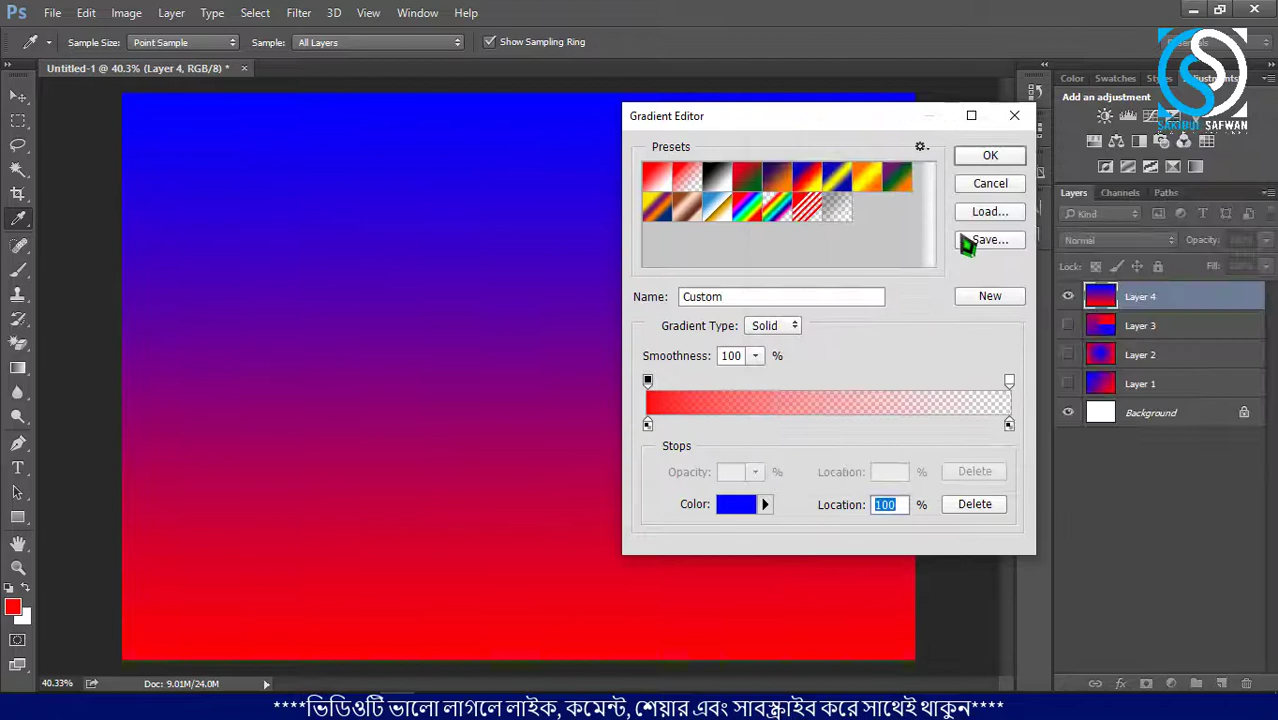 Ps File Edit Image Layer Type Select Filter 3D View Window Help
Sample Size: Point Sample Sample: All Layers Show Sampling Ring
Untitled-1 @ 40.3% (Layer 4, RGB/8) * ×
Color Swatches Styles Adjustments
SAKIBUL SAFWAN
Add an adjustment
Gradient Editor
Presets
OK
Cancel
Load...
Save...
Name: Custom New
Gradient Type: Solid
Smoothness: 100 %
Stops
Opacity: % Location: % Delete
Color: Location: 100 % Delete
Layers Channels Paths
Kind
Normal Opacity:
Lock: Fill:
Layer 4
Layer 3
Layer 2
Layer 1
Background
40.33% Doc: 9.01M/24.0M
****ভিডিওটি ভালো লাগলে লাইক, কমেন্ট, শেয়ার এবং সাবস্ক্রাইব করে সাথেই থাকুন****